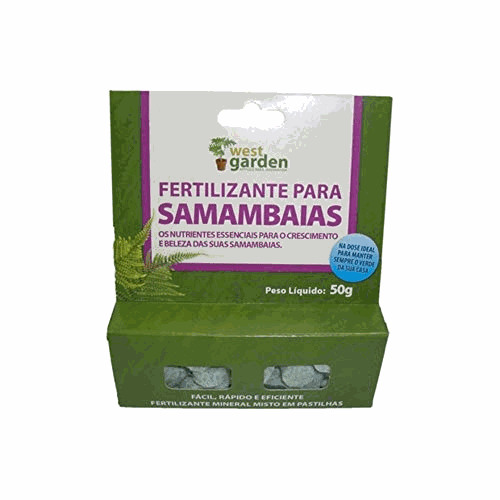 west
garden
FERTILIZANTE PARA
SAMAMBAIAS
OS NUTRIENTES ESSENCIAIS PARA O CRESCIMENTO
E BELEZA DAS SUAS SAMAMBAIAS.
NA DOSE IDEAL
PARA MANTER
SEMPRE O VERDE
DA SUA CASA
Peso Líquido: 50g
FÁCIL, RÁPIDO E EFICIENTE
FERTILIZANTE MINERAL MISTO EM PASTILHAS